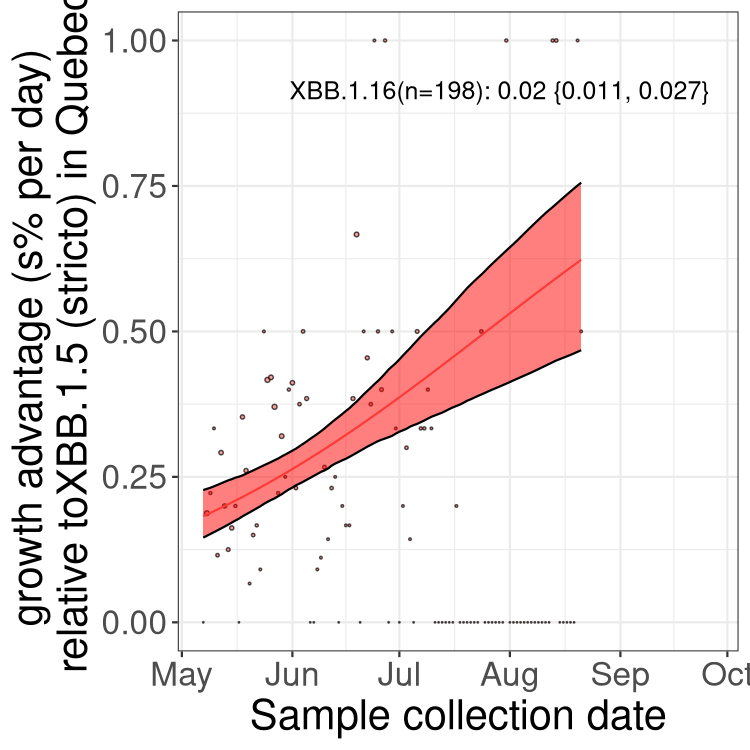 growth advantage (s% per day)
relative toXBB.1.5 (stricto) in Quebec
1.00
0.75
0.50
0.25
0.00
XBB.1.16(n=198): 0.02 {0.011, 0.027}
May Jun Jul Aug Sep Oct
Sample collection date